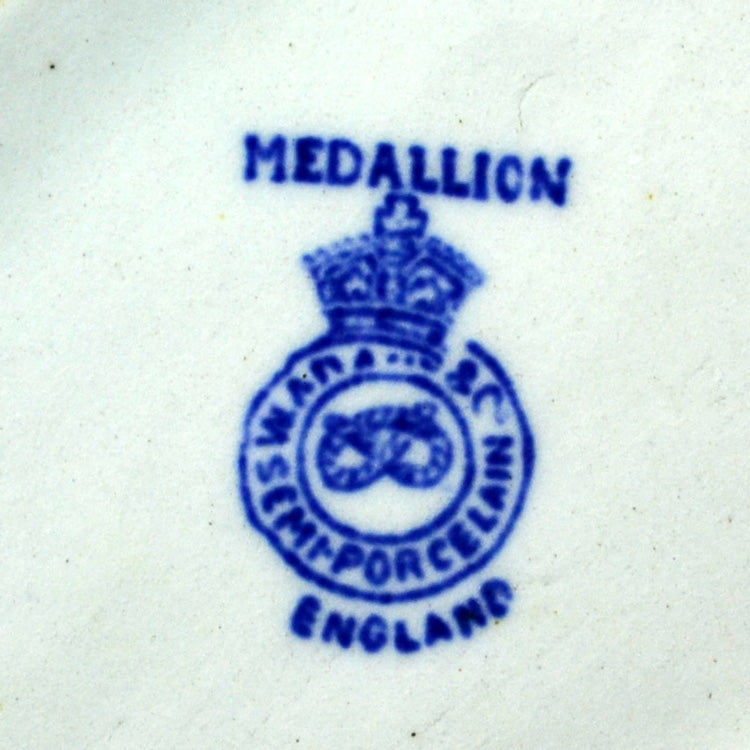 MEDALLION
& C
SEMI-PORCELAIN
ENGLAND